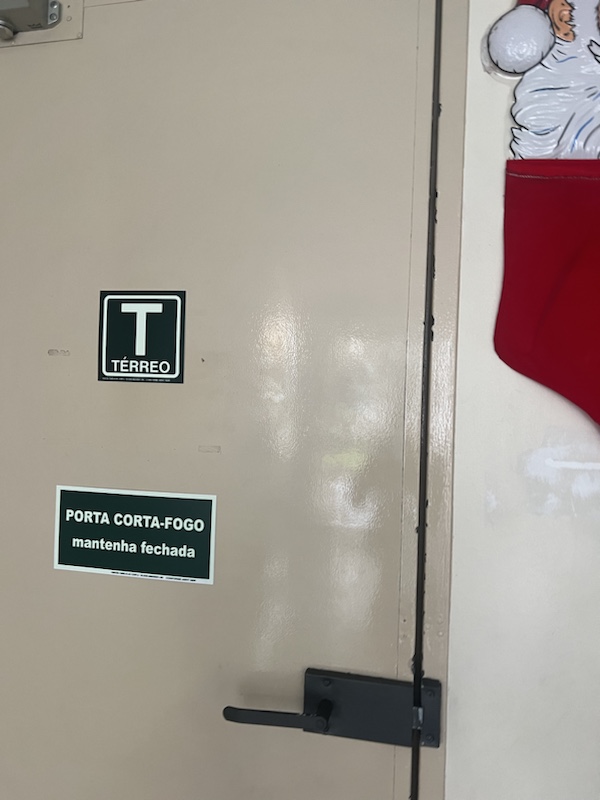 T
TÉRREO
PORTA CORTA-FOGO
mantenha fechada